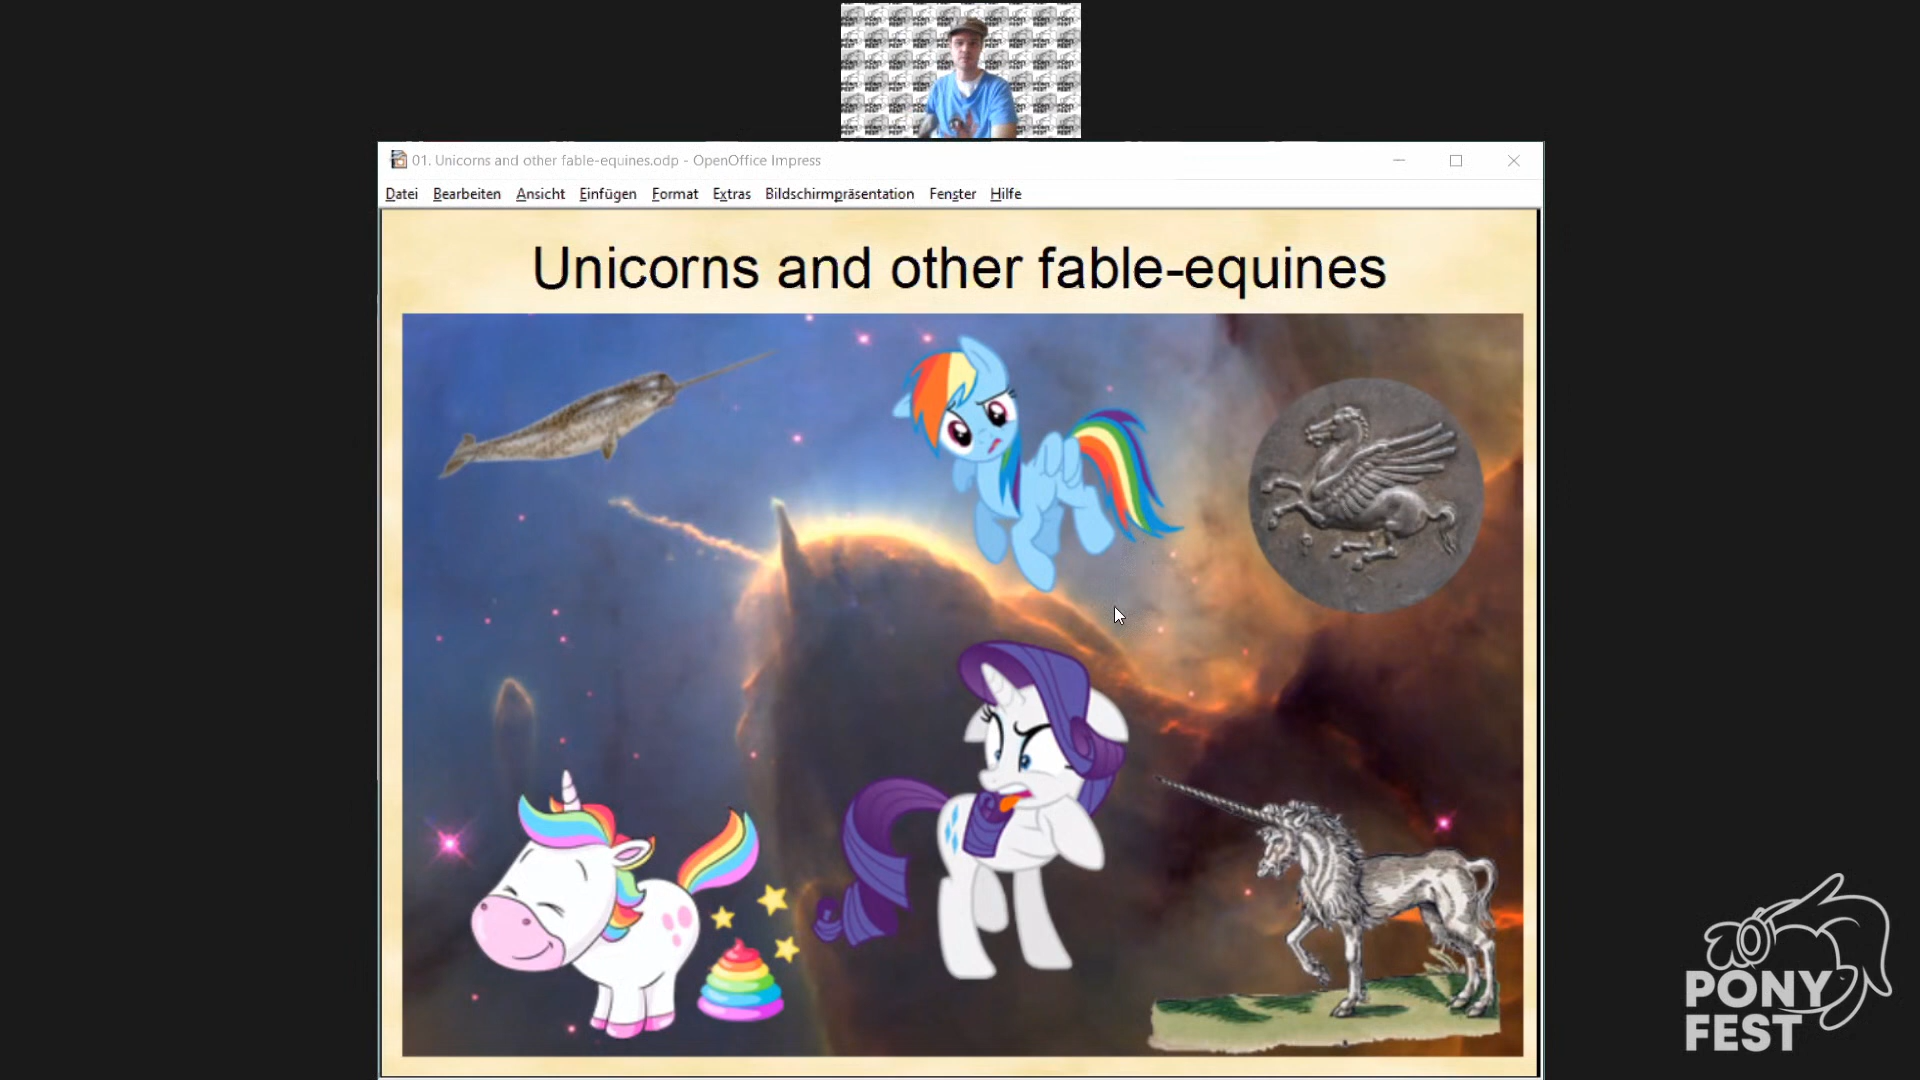 01. Unicorns and other fable-equines.odp - OpenOffice Impress
Datei Bearbeiten Ansicht Einfügen Format Extras Bildschirmpräsentation Fenster Hilfe
Unicorns and other fable-equines
PONY
FEST